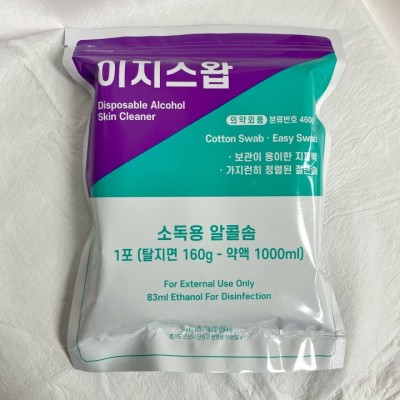 이지스왑
Disposable Alcohol
Skin Cleaner
의약외품 분류번호 460
Cotton Swab · Easy Swab
· 보관이 용이한 지퍼백
· 가지런히 정렬된 절단솜
소독용 알콜솜
1포 (탈지면 160g - 약액 1000ml)
For External Use Only
83ml Ethanol For Disinfection